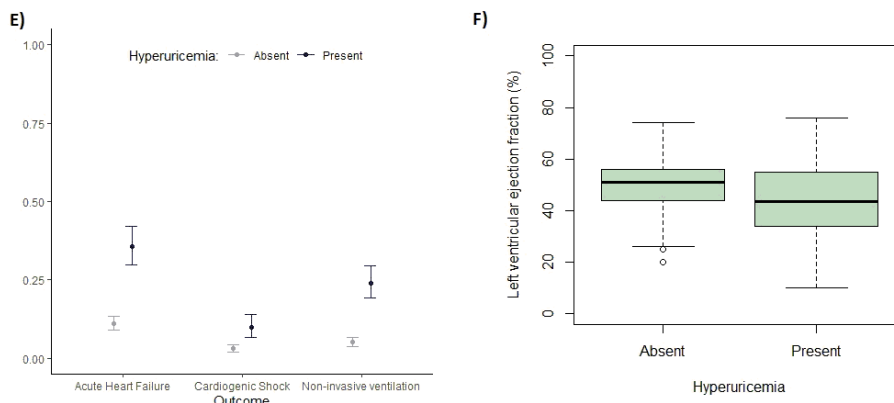 E)
Hyperuricemia: Absent Present
1.00
0.75
0.50
0.25
0.00
Acute Heart Failure Cardiogenic Shock Non-invasive ventilation
Outcome
F)
Left ventricular ejection fraction (%)
100
80
60
40
20
0
Absent Present
Hyperuricemia